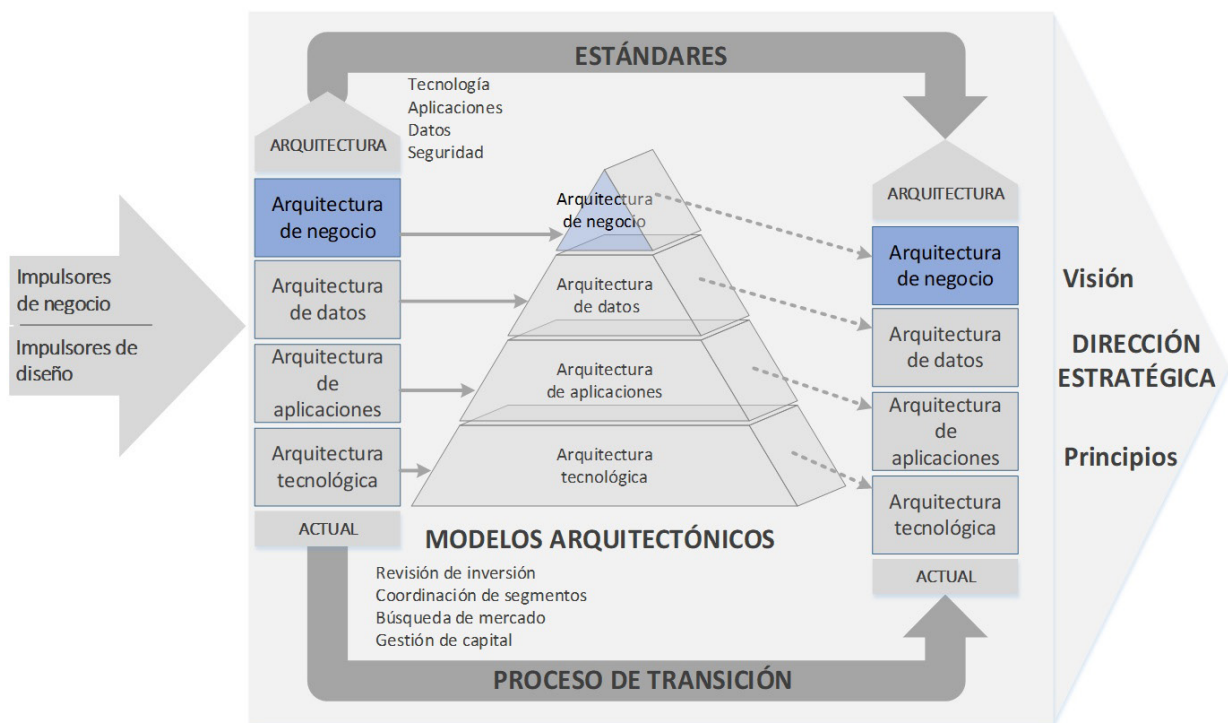 ESTÁNDARES
Tecnología
Aplicaciones
Datos
Seguridad
Impulsores
de negocio
Impulsores de
diseño
ARQUITECTURA
Arquitectura
de negocio
Arquitectura
de datos
Arquitectura
de
aplicaciones
Arquitectura
tecnológica
ACTUAL
Arquitectura
de negocio
Arquitectura
de datos
Arquitectura
de aplicaciones
Arquitectura
tecnológica
MODELOS ARQUITECTÓNICOS
Revisión de inversión
Coordinación de segmentos
Búsqueda de mercado
Gestión de capital
PROCESO DE TRANSICIÓN
ARQUITECTURA
Arquitectura
de negocio
Arquitectura
de datos
Arquitectura
de
aplicaciones
Arquitectura
tecnológica
ACTUAL
Visión
DIRECCIÓN
ESTRATÉGICA
Principios